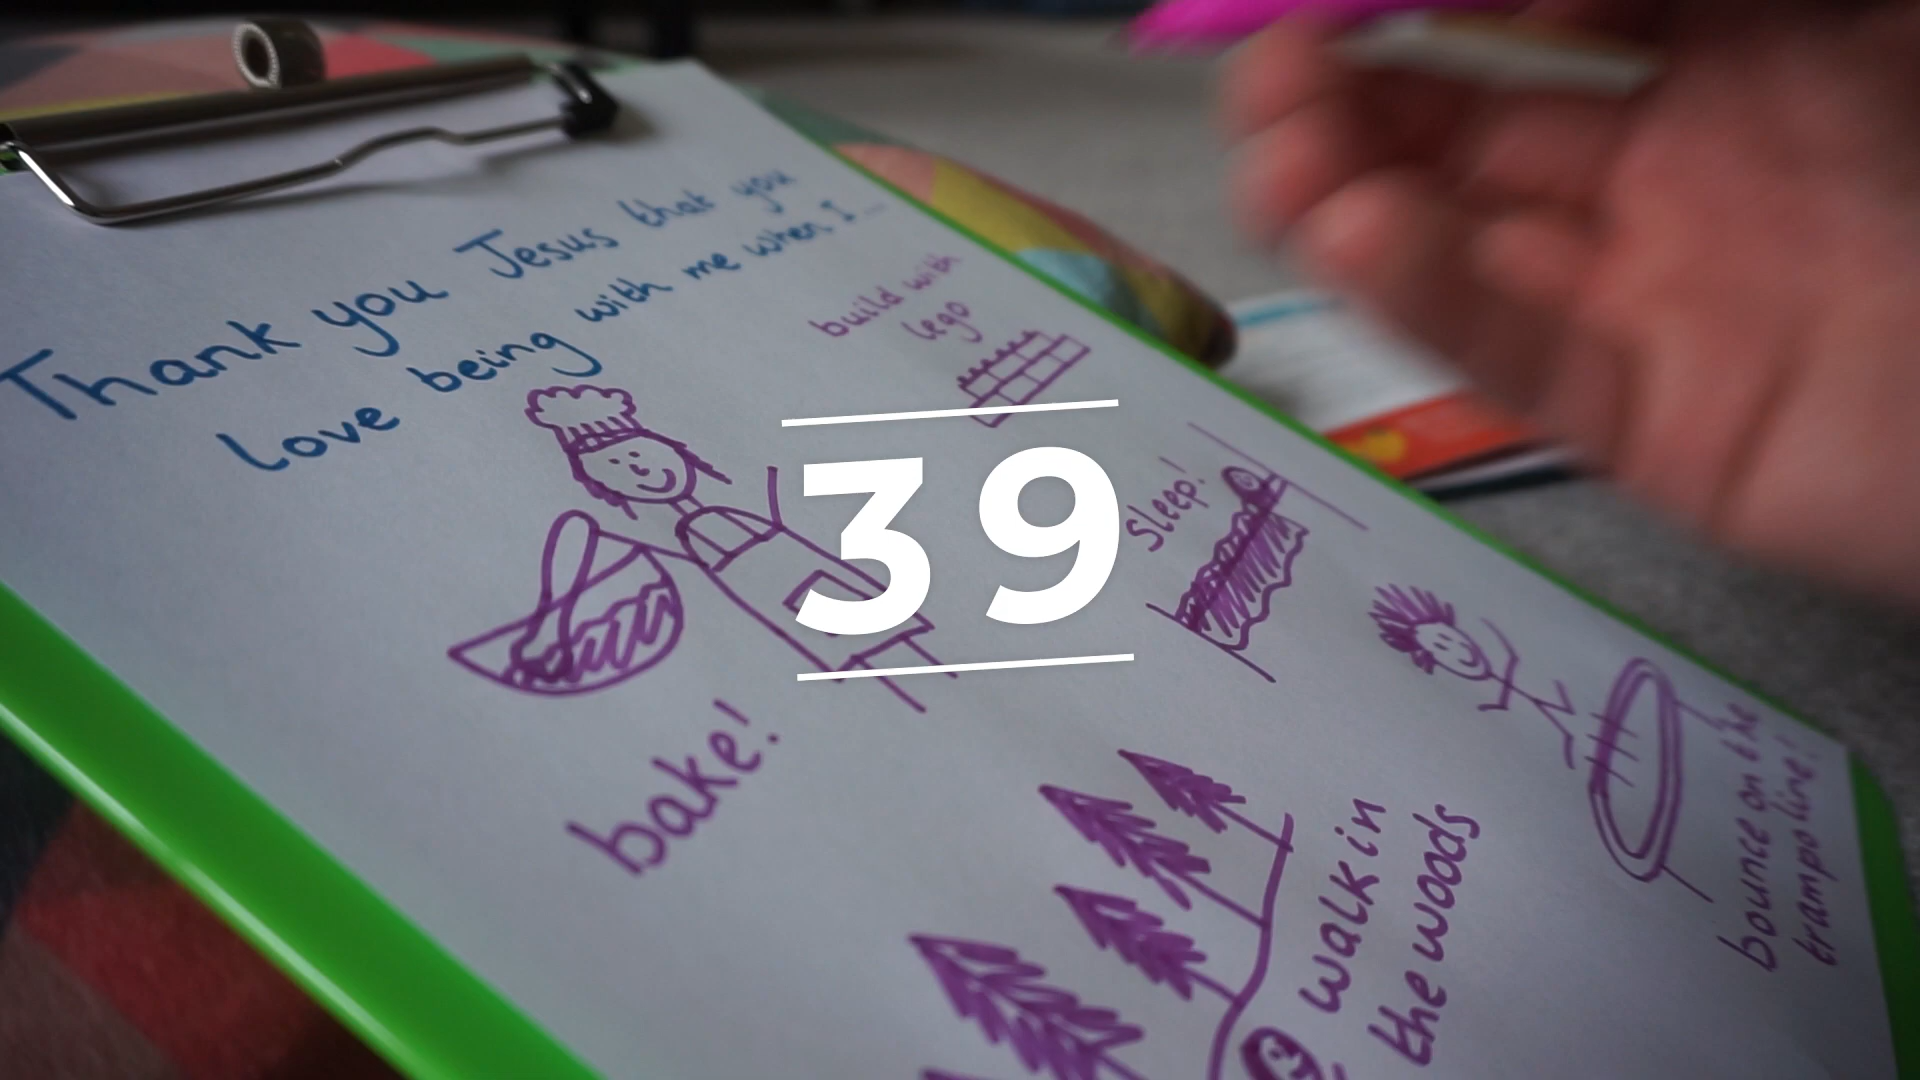 Thank you Jesus that you
love being with me when I...
build with
lego
39
sleep!
bake!
bounce on the
trampoline!
walk in
the woods